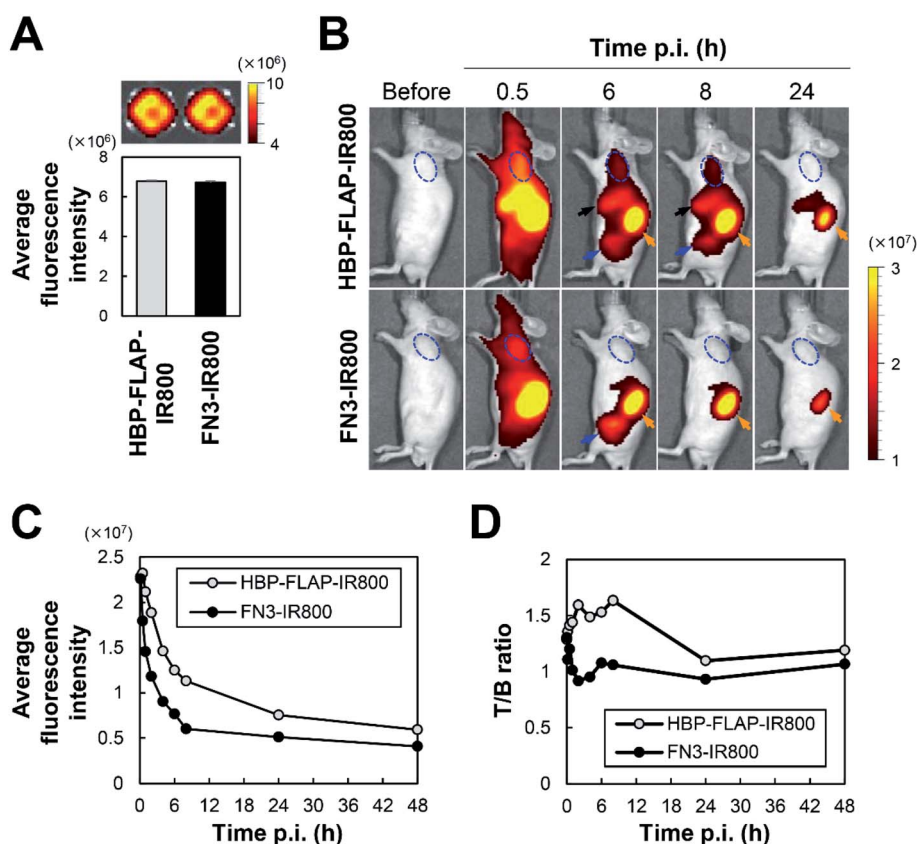 A
(×10⁶)
10
4
(×10⁶)
8
6
4
2
0
Average
fluorescence
intensity
HBP-FLAP-
IR800
FN3-IR800
B
Time p.i. (h)
Before
0.5
6
8
24
HBP-FLAP-IR800
FN3-IR800
(×10⁷)
3
2
1
C
(×10⁷)
2.5
2
1.5
1
0.5
0
Average
fluorescence
intensity
HBP-FLAP-IR800
FN3-IR800
0 6 12 18 24 30 36 42 48
Time p.i. (h)
D
2
1.5
1
0.5
0
T/B ratio
HBP-FLAP-IR800
FN3-IR800
0 6 12 18 24 30 36 42 48
Time p.i. (h)